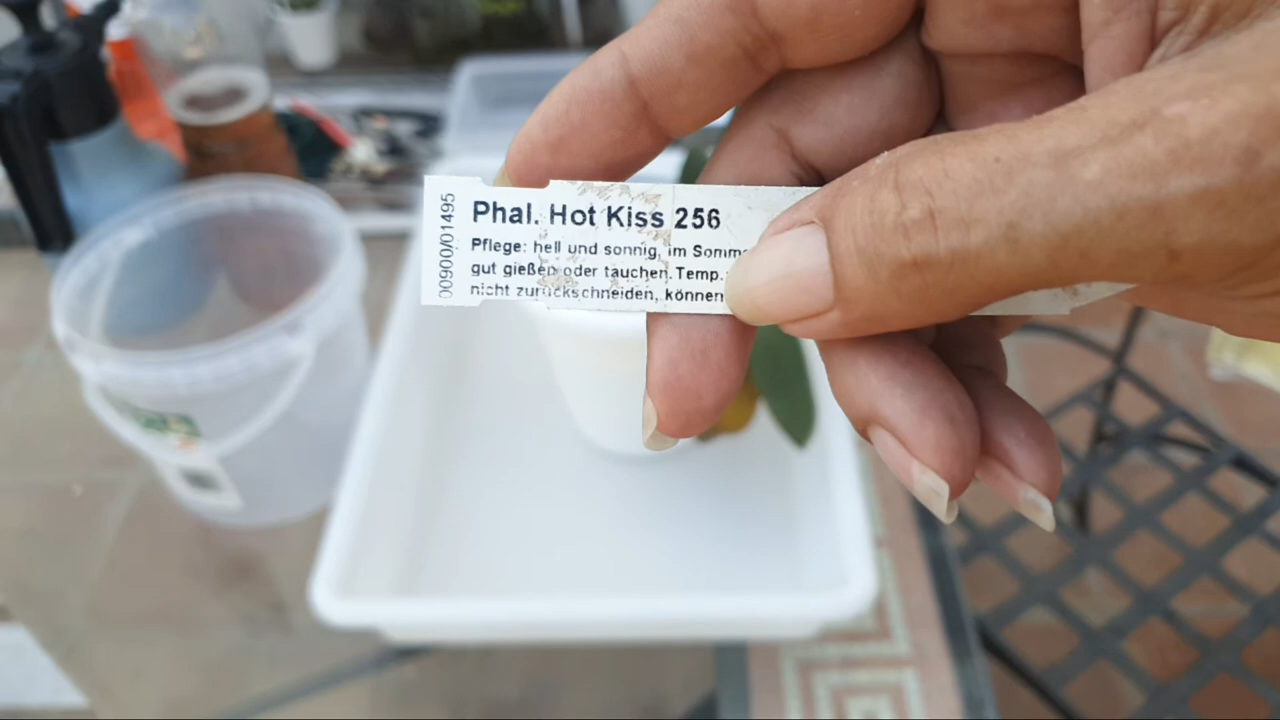 00900/01495
Phal. Hot Kiss 256
Pflege: hell und sonnig, im Somm
gut gießen oder tauchen. Temp.
nicht zurückschneiden, können